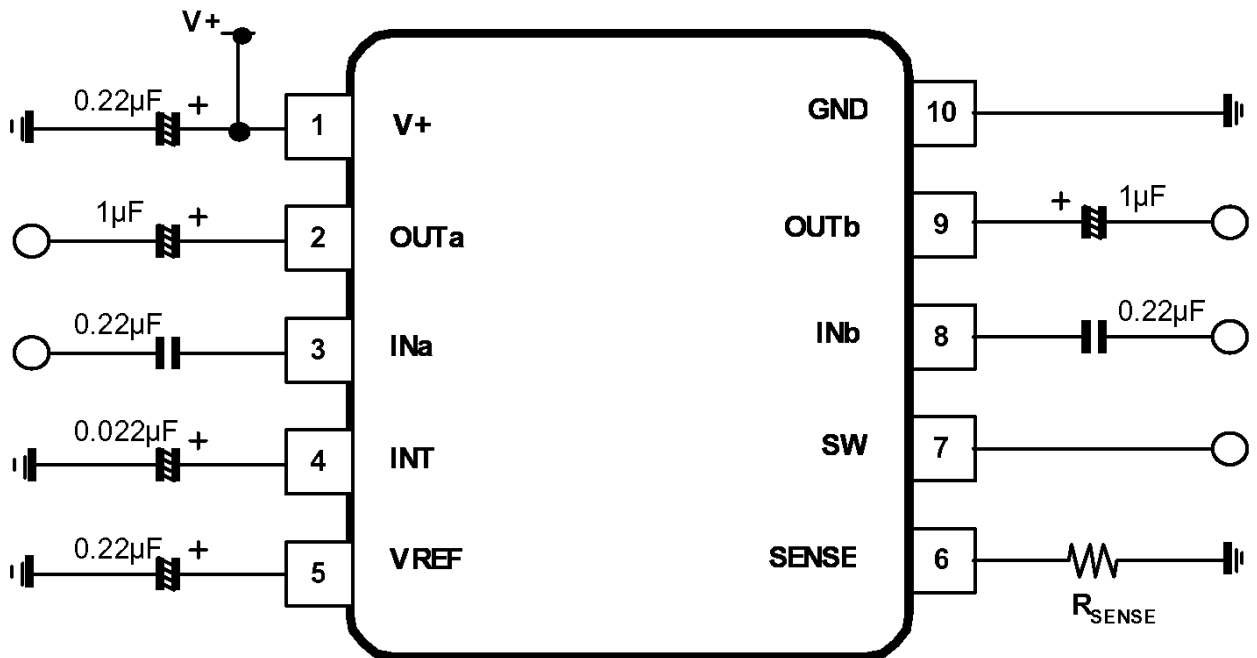 V+
0.22µF +
1 V+
GND 10
1µF +
2 OUTa
OUTb 9
+ 1µF
0.22µF
3 INa
INb 8
0.22µF
0.022µF +
4 INT
SW 7
0.22µF +
5 VREF
SENSE 6
RSENSE